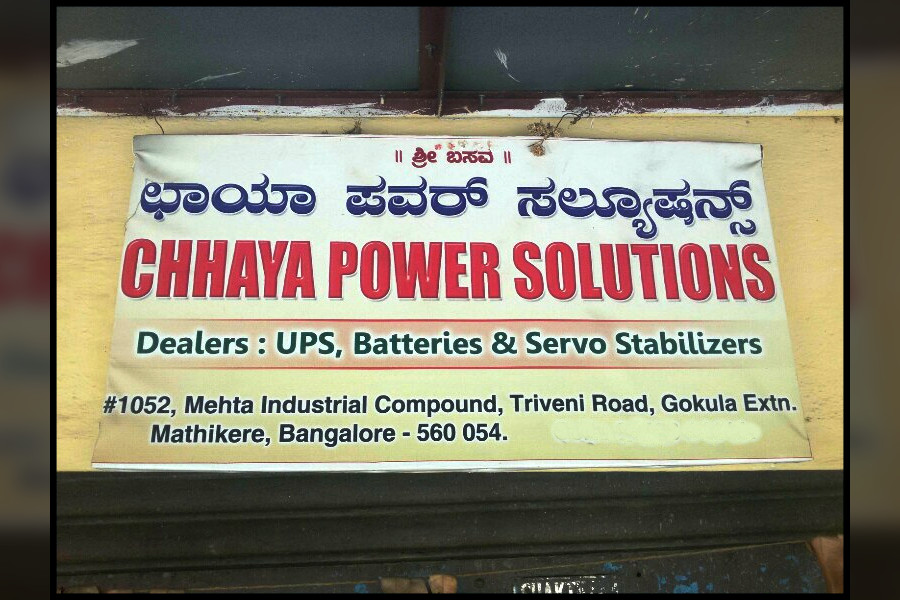 ॥ ಶ್ರೀ ಬಸವ ॥
ಛಾಯಾ ಪವರ್ ಸಲ್ಯೂಷನ್ಸ್
CHHAYA POWER SOLUTIONS
Dealers : UPS, Batteries & Servo Stabilizers
#1052, Mehta Industrial Compound, Triveni Road, Gokula Extn.
Mathikere, Bangalore - 560 054.